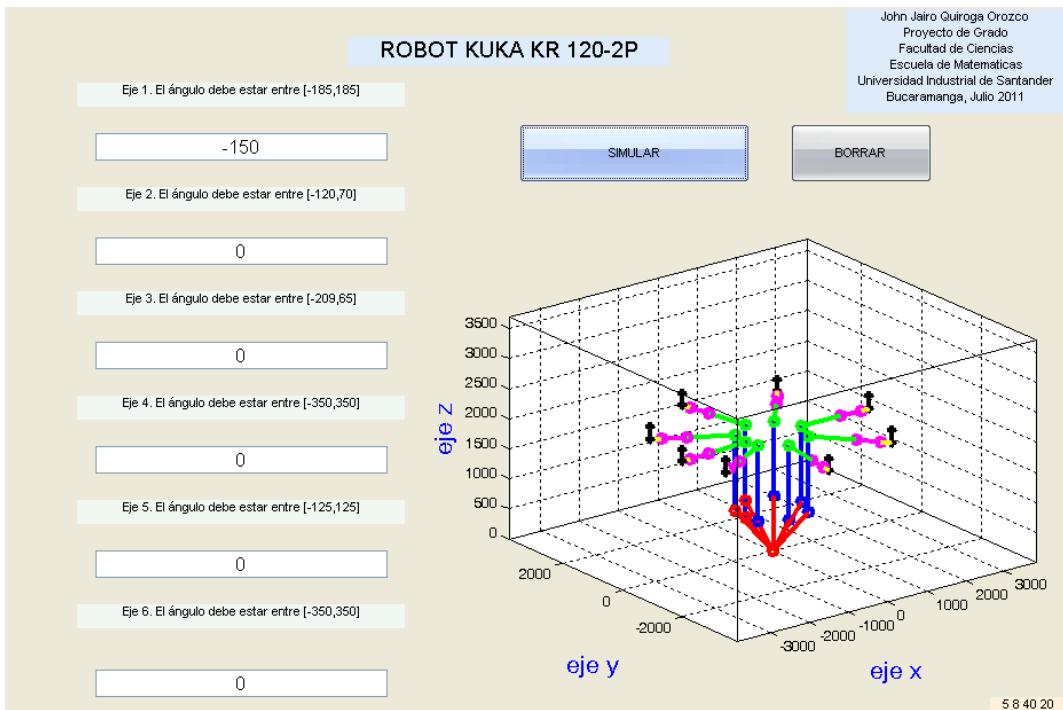 John Jairo Quiroga Orozco
Proyecto de Grado
Facultad de Ciencias
Escuela de Matematicas
Universidad Industrial de Santander
Bucaramanga, Julio 2011
ROBOT KUKA KR 120-2P
Eje 1. El ángulo debe estar entre [-185,185]
-150
SIMULAR
BORRAR
Eje 2. El ángulo debe estar entre [-120,70]
0
Eje 3. El ángulo debe estar entre [-209,65]
0
Eje 4. El ángulo debe estar entre [-350,350]
0
Eje 5. El ángulo debe estar entre [-125,125]
0
Eje 6. El ángulo debe estar entre [-350,350]
0
3500
3000
2500
2000
1500
1000
500
0
eje z
2000
0
-2000
eje y
-3000
-2000
-1000
0
1000
2000
3000
eje x
5 8 40 20